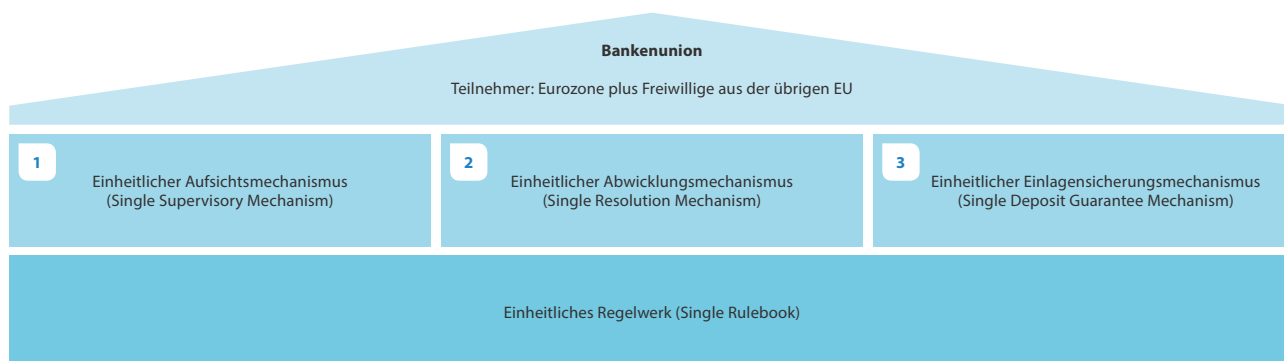 Bankenunion
Teilnehmer: Eurozone plus Freiwillige aus der übrigen EU
1
Einheitlicher Aufsichtsmechanismus
(Single Supervisory Mechanism)
2
Einheitlicher Abwicklungsmechanismus
(Single Resolution Mechanism)
3
Einheitlicher Einlagensicherungsmechanismus
(Single Deposit Guarantee Mechanism)
Einheitliches Regelwerk (Single Rulebook)